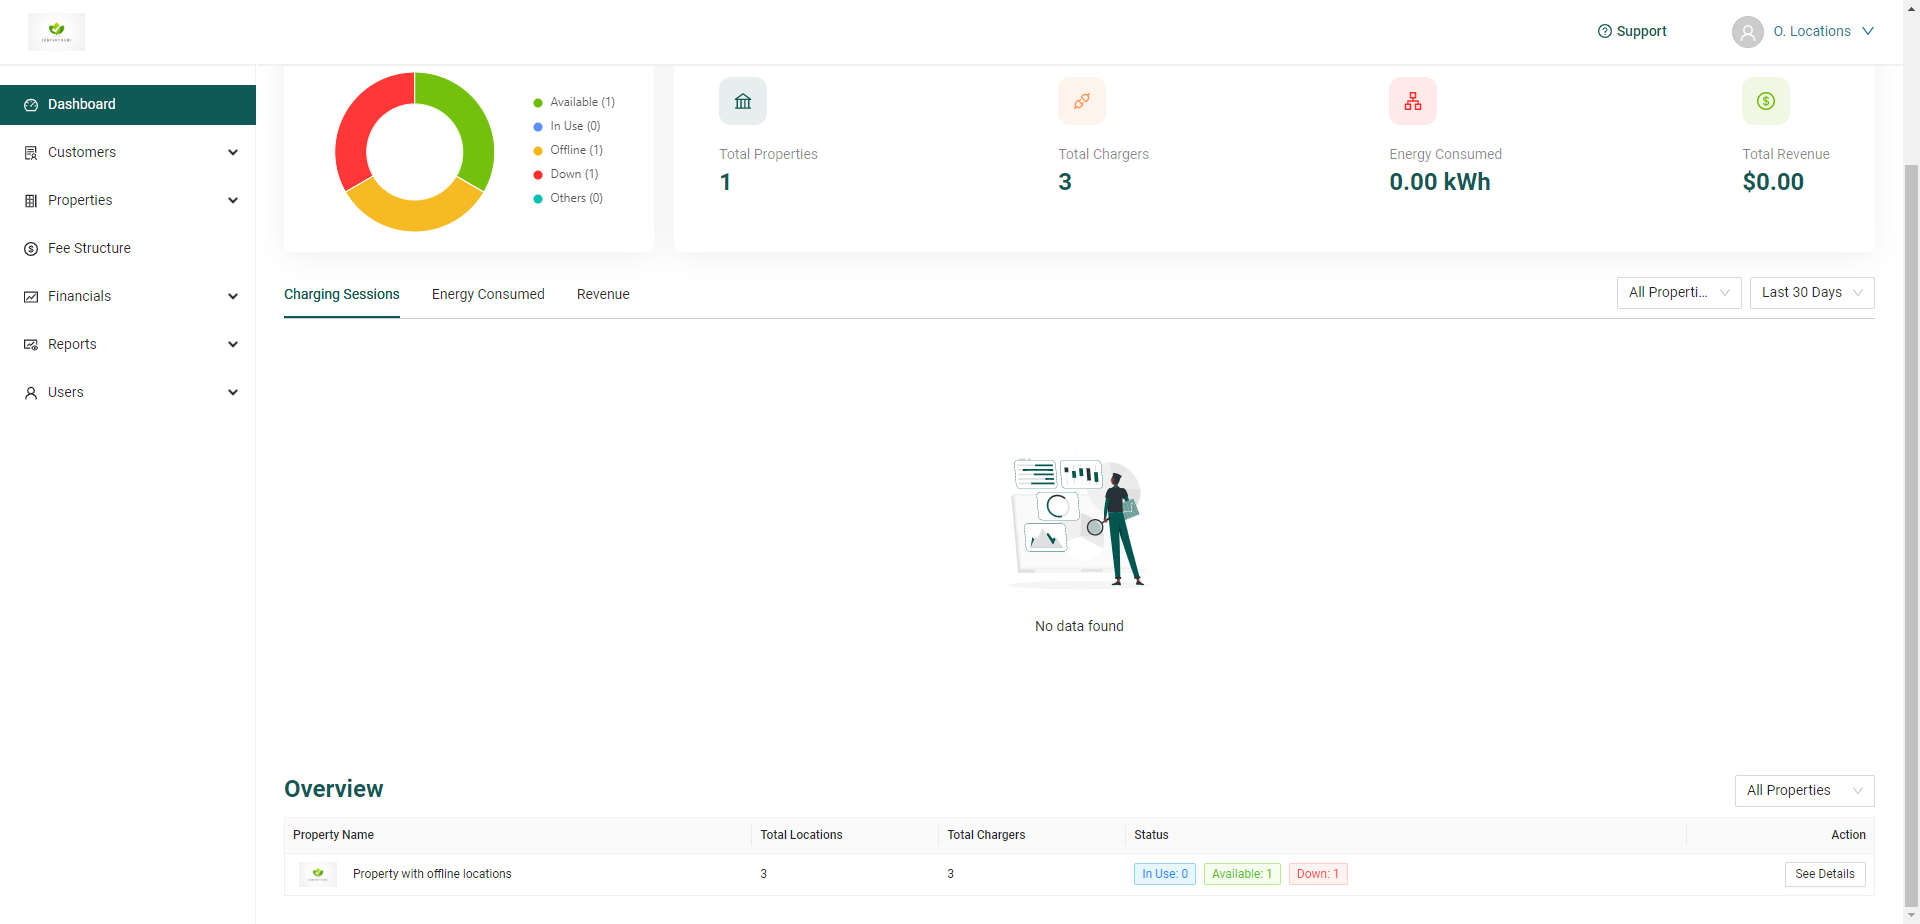 Support
O. Locations
Dashboard
Customers
Properties
Fee Structure
Financials
Reports
Users
Available (1)
In Use (0)
Offline (1)
Down (1)
Others (0)
Total Properties
1
Total Chargers
3
Energy Consumed
0.00 kWh
Total Revenue
$0.00
Charging Sessions
Energy Consumed
Revenue
All Properti...
Last 30 Days
No data found
Overview
All Properties
Property Name
Total Locations
Total Chargers
Status
Action
Property with offline locations
3
3
In Use: 0
Available: 1
Down: 1
See Details